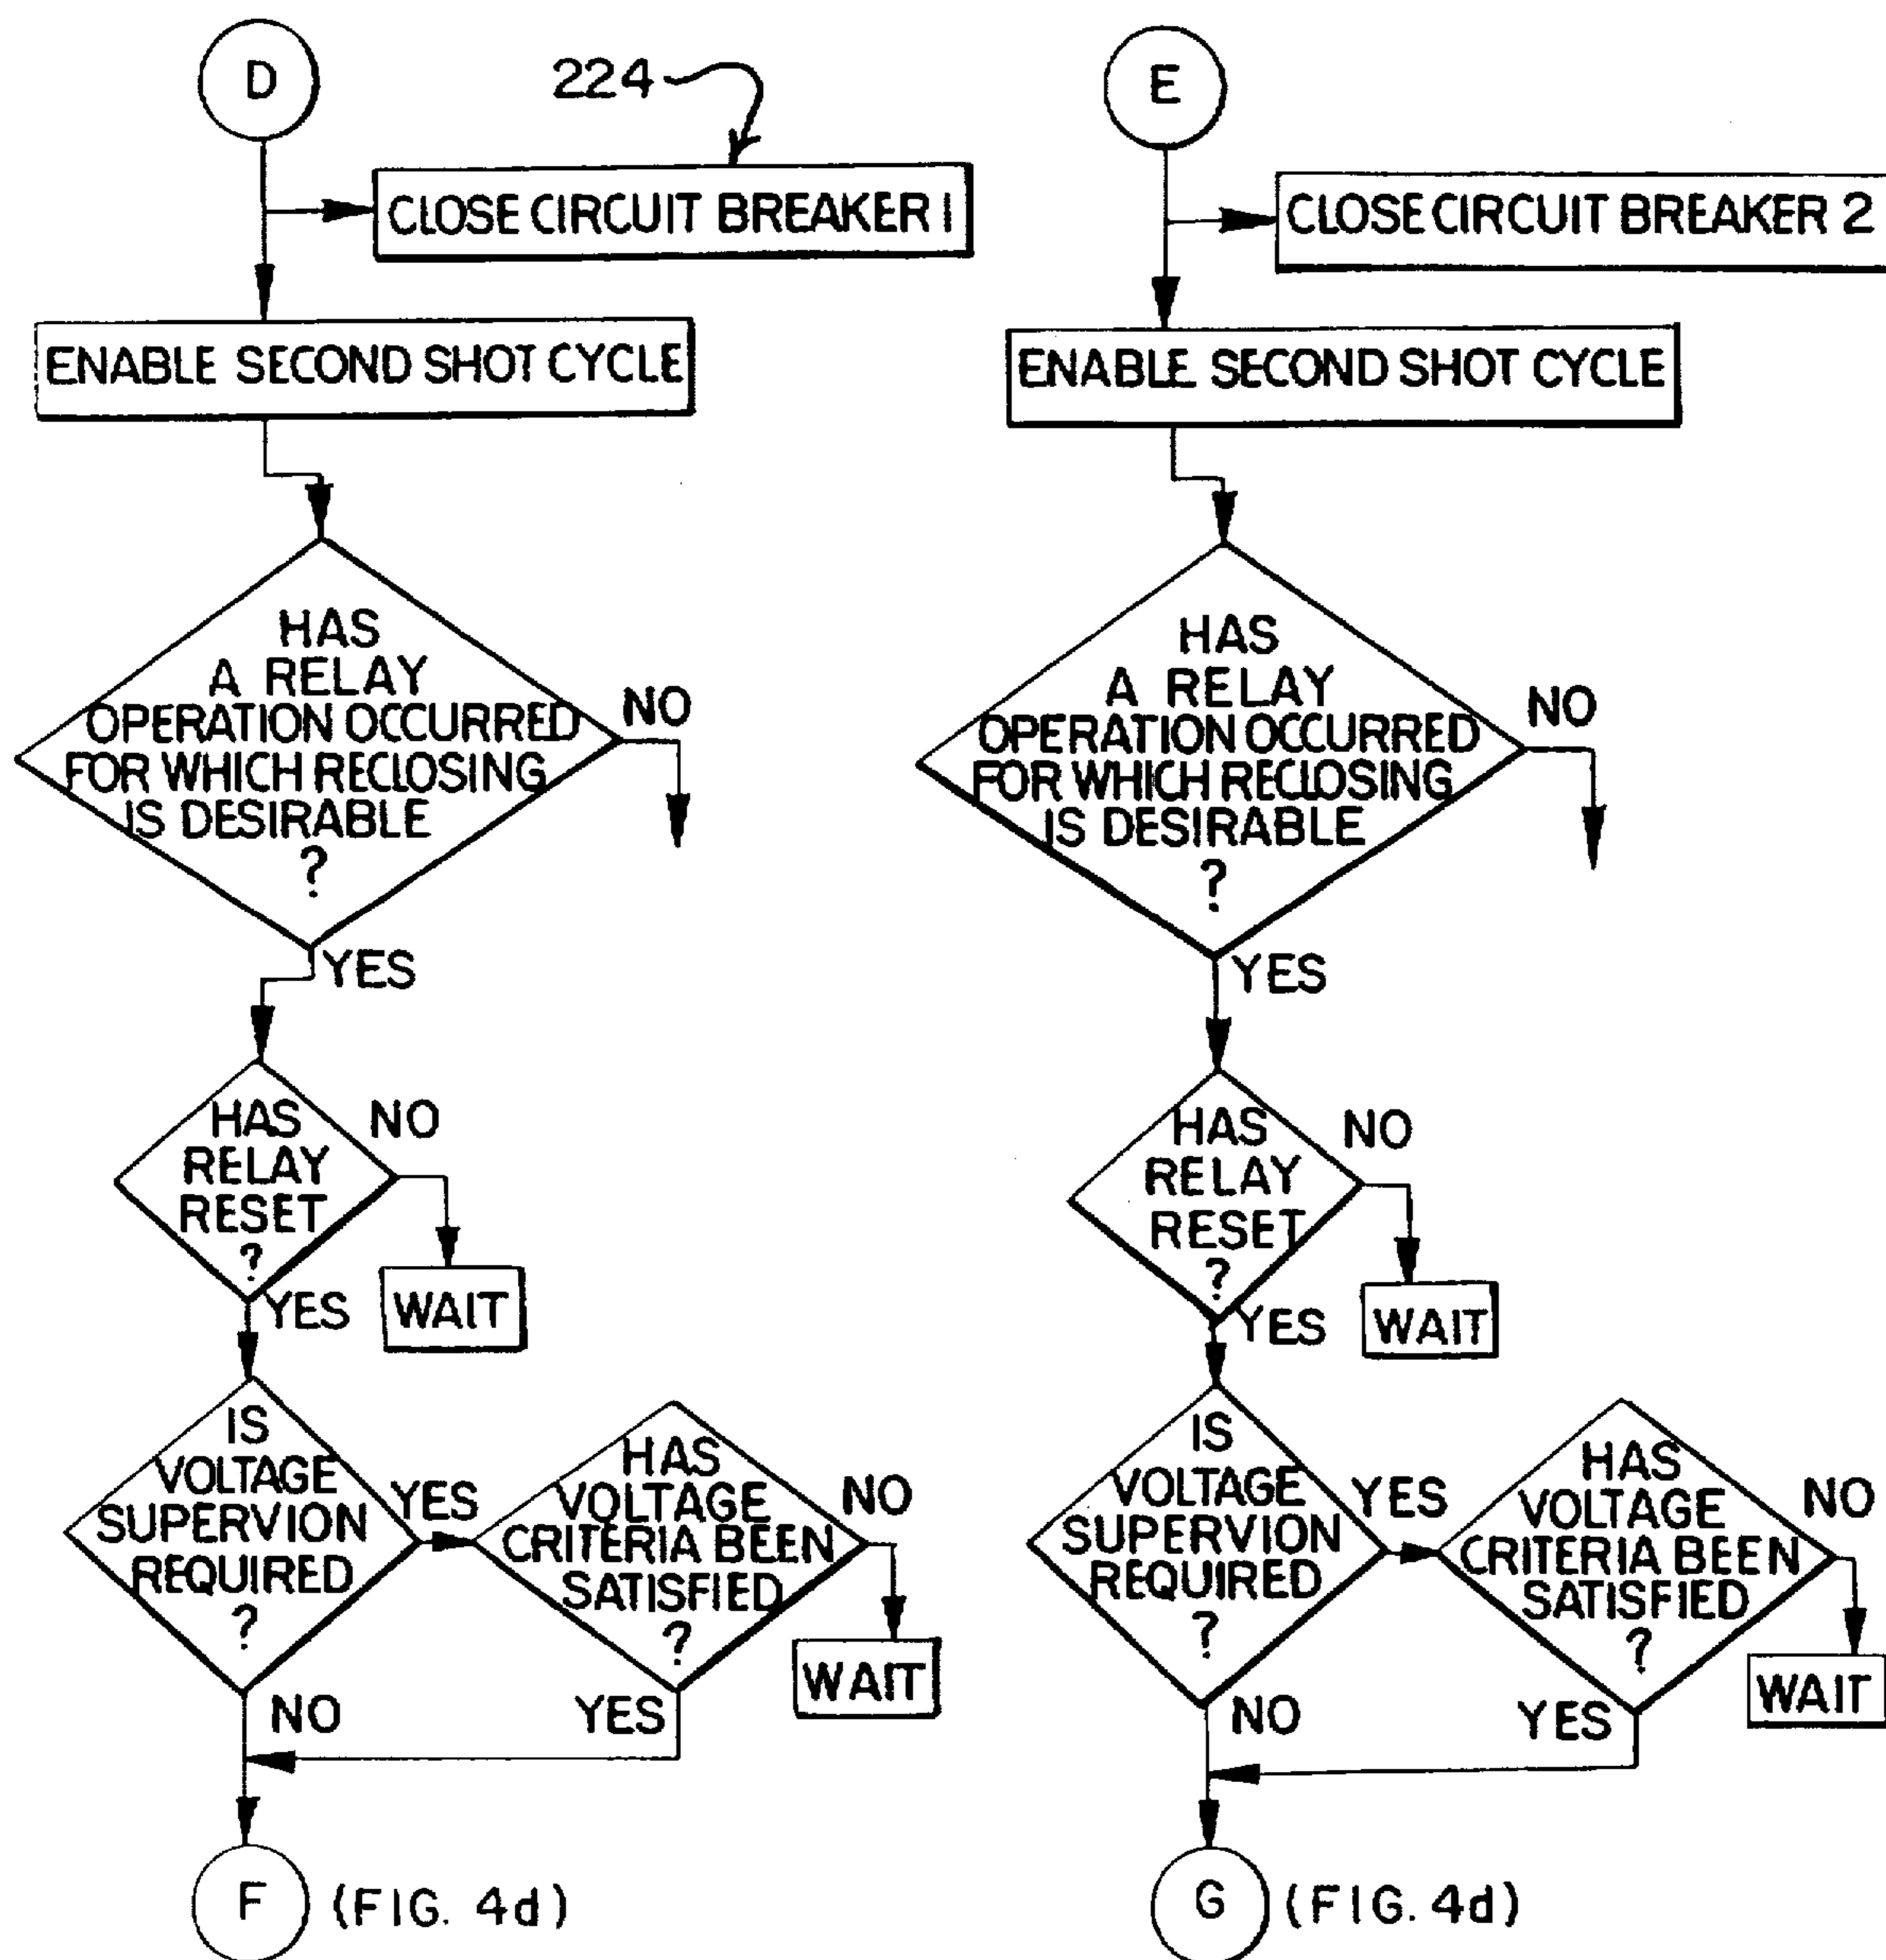 D
224
CLOSE CIRCUIT BREAKER 1
ENABLE SECOND SHOT CYCLE
HAS
A RELAY
OPERATION OCCURRED
FOR WHICH RECLOSING
IS DESIRABLE
?
NO
YES
HAS
RELAY
RESET
?
NO
YES
WAIT
IS
VOLTAGE
SUPERVION
REQUIRED
?
YES
NO
HAS
VOLTAGE
CRITERIA BEEN
SATISFIED
?
NO
WAIT
YES
F
(FIG. 4d)
E
CLOSE CIRCUIT BREAKER 2
ENABLE SECOND SHOT CYCLE
HAS
A RELAY
OPERATION OCCURRED
FOR WHICH RECLOSING
IS DESIRABLE
?
NO
YES
HAS
RELAY
RESET
?
NO
YES
WAIT
IS
VOLTAGE
SUPERVION
REQUIRED
?
YES
NO
HAS
VOLTAGE
CRITERIA BEEN
SATISFIED
?
NO
WAIT
YES
G
(FIG. 4d)